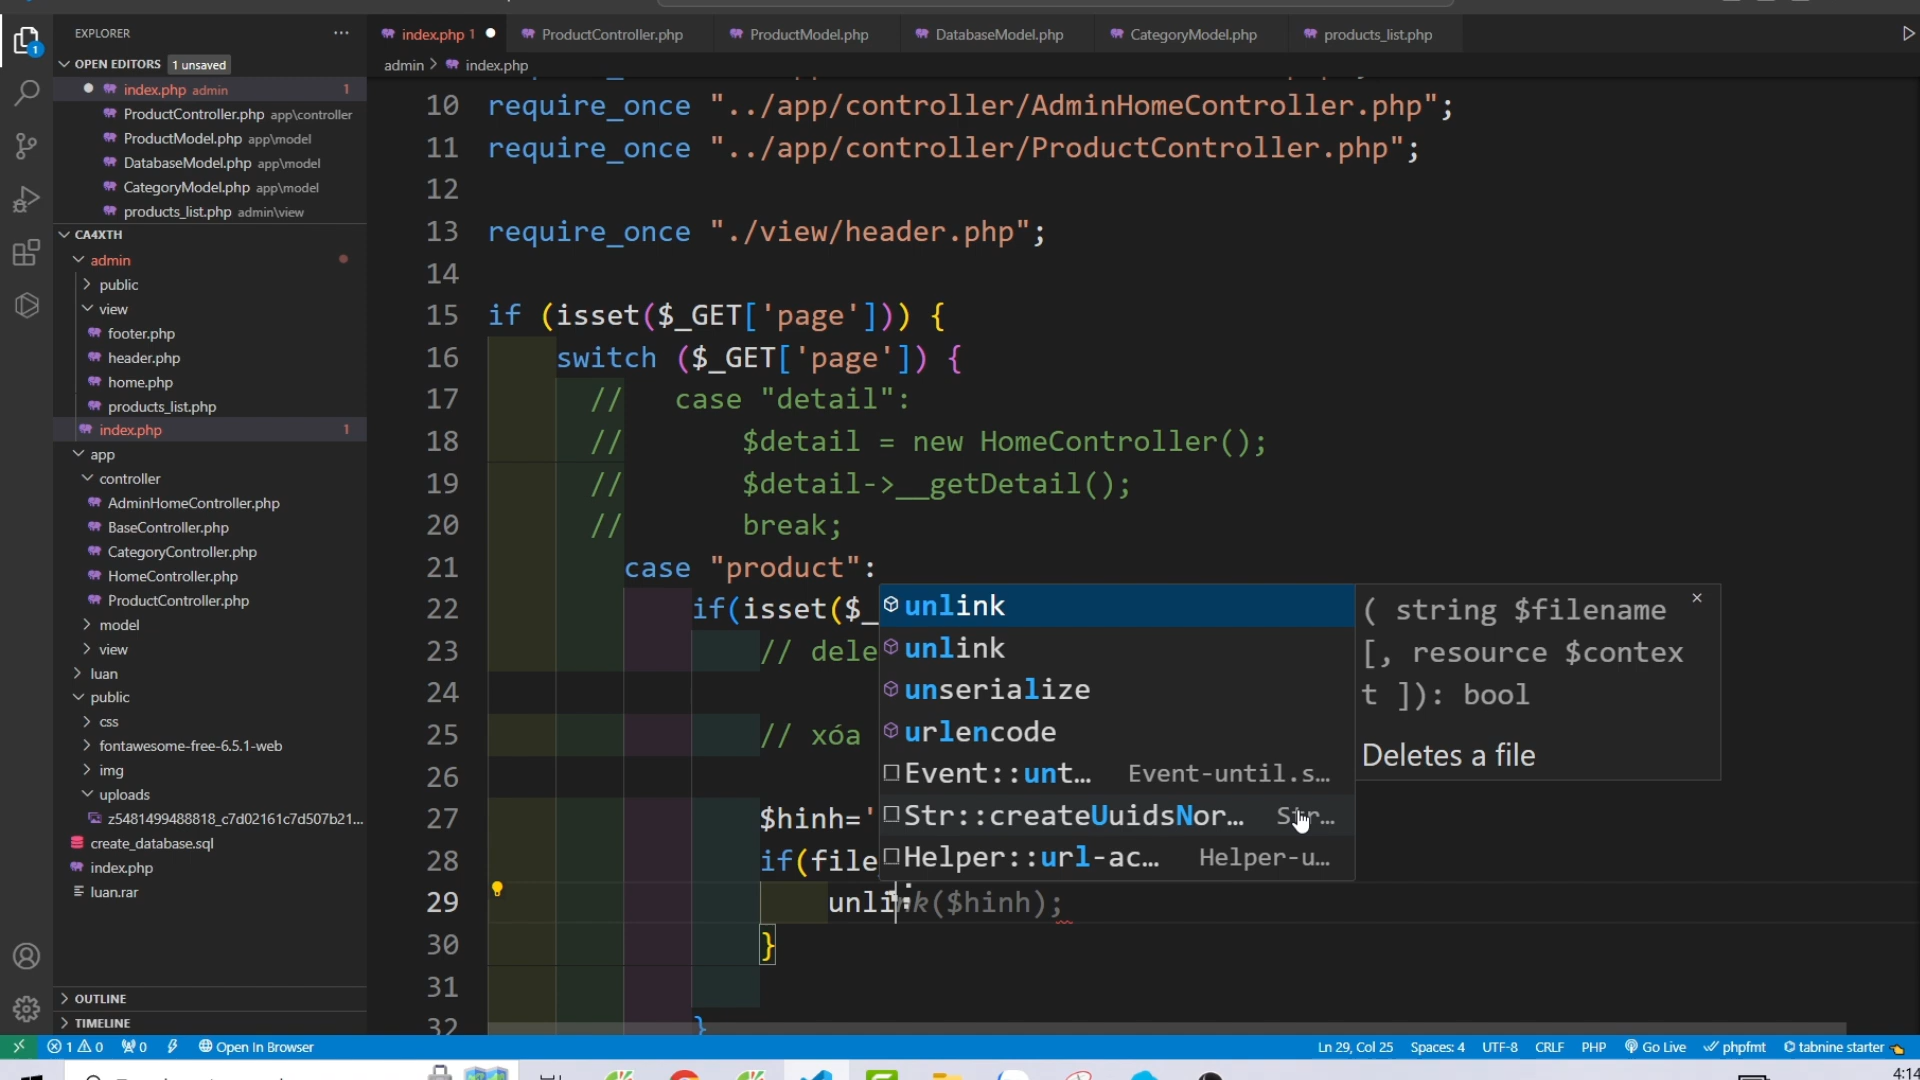 EXPLORER
OPEN EDITORS 1 unsaved
index.php admin 1
ProductController.php app\controller
ProductModel.php app\model
DatabaseModel.php app\model
CategoryModel.php app\model
products_list.php admin\view
CA4XTH
admin
public
view
footer.php
header.php
home.php
products_list.php
index.php 1
app
controller
AdminHomeController.php
BaseController.php
CategoryController.php
HomeController.php
ProductController.php
model
view
luan
public
css
fontawesome-free-6.5.1-web
img
uploads
z5481499488818_c7d02161c7d507b21...
create_database.sql
index.php
luan.rar
OUTLINE
TIMELINE
index.php 1 ProductController.php ProductModel.php DatabaseModel.php CategoryModel.php products_list.php
admin > index.php
10 require_once "../app/controller/AdminHomeController.php";
11 require_once "../app/controller/ProductController.php";
12
13 require_once "./view/header.php";
14
15 if (isset($_GET['page'])) {
16 switch ($_GET['page']) {
17 // case "detail":
18 // $detail = new HomeController();
19 // $detail->__getDetail();
20 // break;
21 case "product":
22 if(isset($_
23 // dele
24
25 // xóa
26
27 $hinh='
28 if(file
29 unlink($hinh);
30 }
31
32 }
unlink
unlink
unserialize
urlencode
Event::unt... Event-until.s...
Str::createUuidsNor... Str...
Helper::url-ac... Helper-u...
( string $filename
[, resource $contex
t ]): bool
Deletes a file
1 0 0 Open In Browser Ln 29, Col 25 Spaces: 4 UTF-8 CRLF PHP Go Live phpfmt tabnine starter
4:14